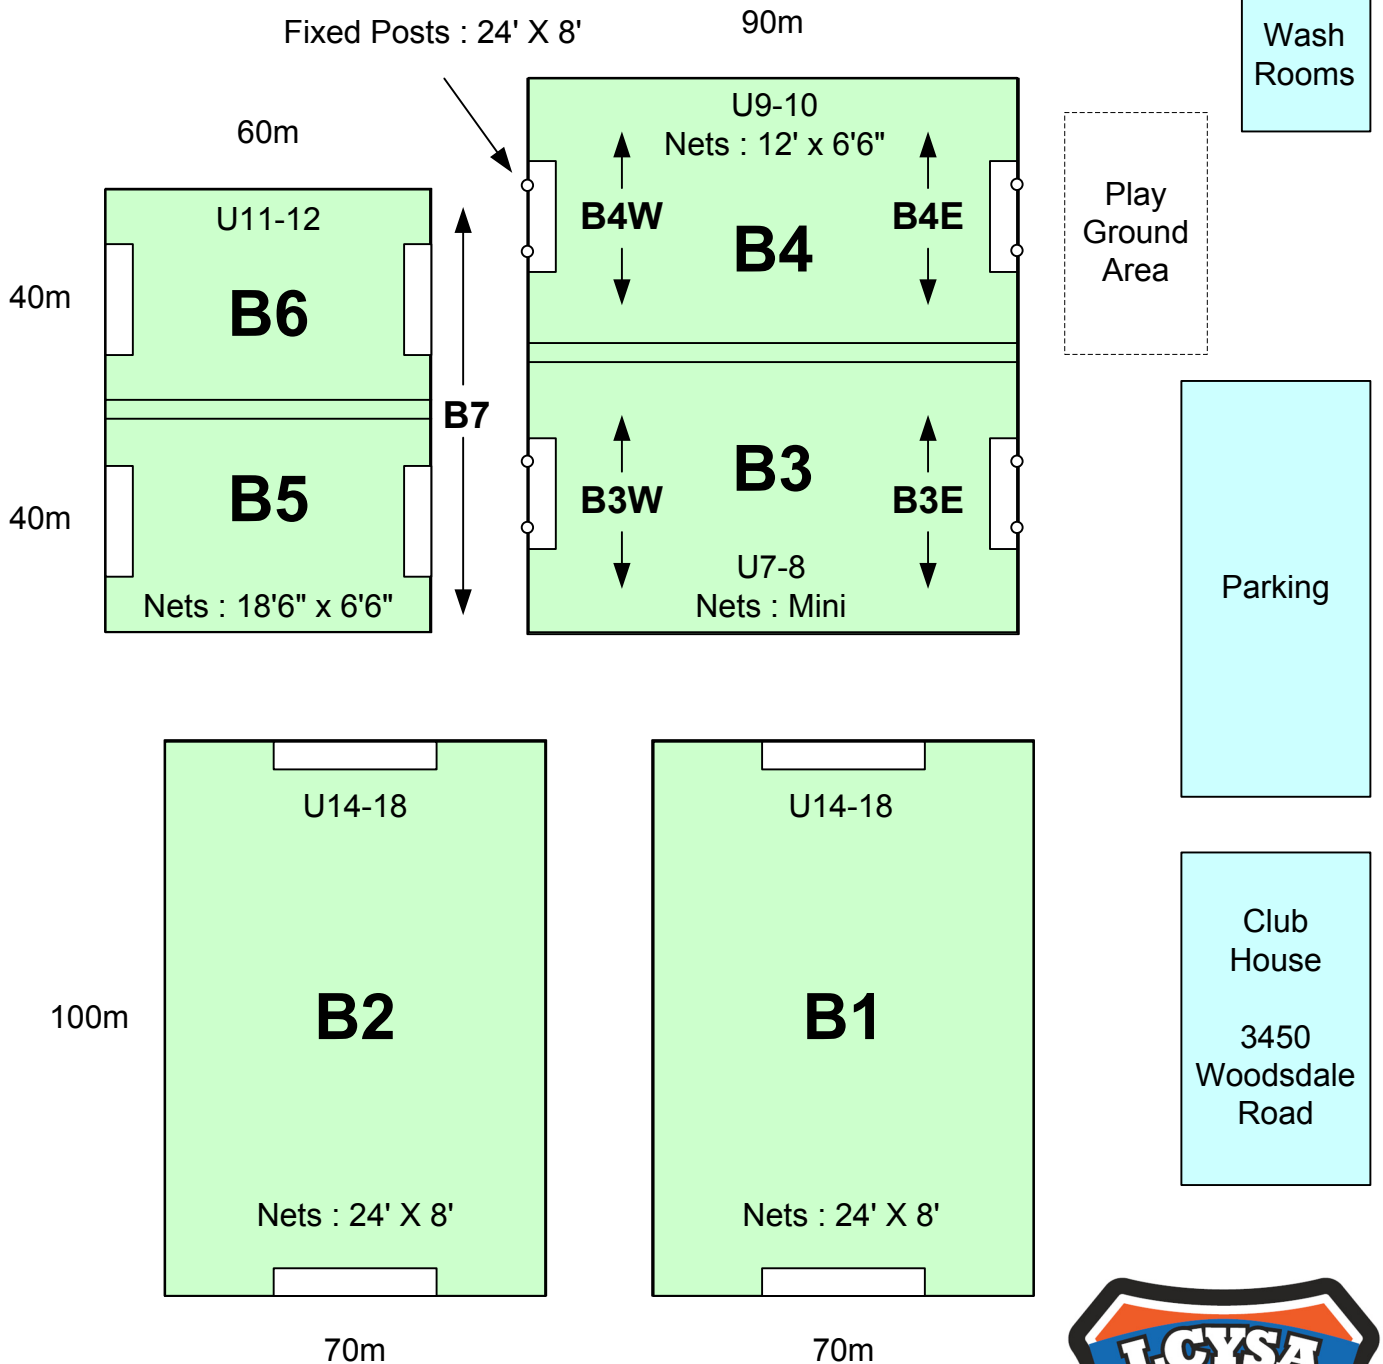 Fixed Posts : 24' X 8'
90m
Wash
Rooms
60m
U9-10
Nets : 12' x 6'6"
B4W
B4E
B4
Play
Ground
Area
U11-12
40m
B6
B7
B3
B3W
B3E
U7-8
Nets : Mini
40m
B5
Nets : 18'6" x 6'6"
Parking
U14-18
U14-18
100m
B2
B1
Club
House
3450
Woodsdale
Road
Nets : 24' X 8'
Nets : 24' X 8'
70m
70m
LCYSA